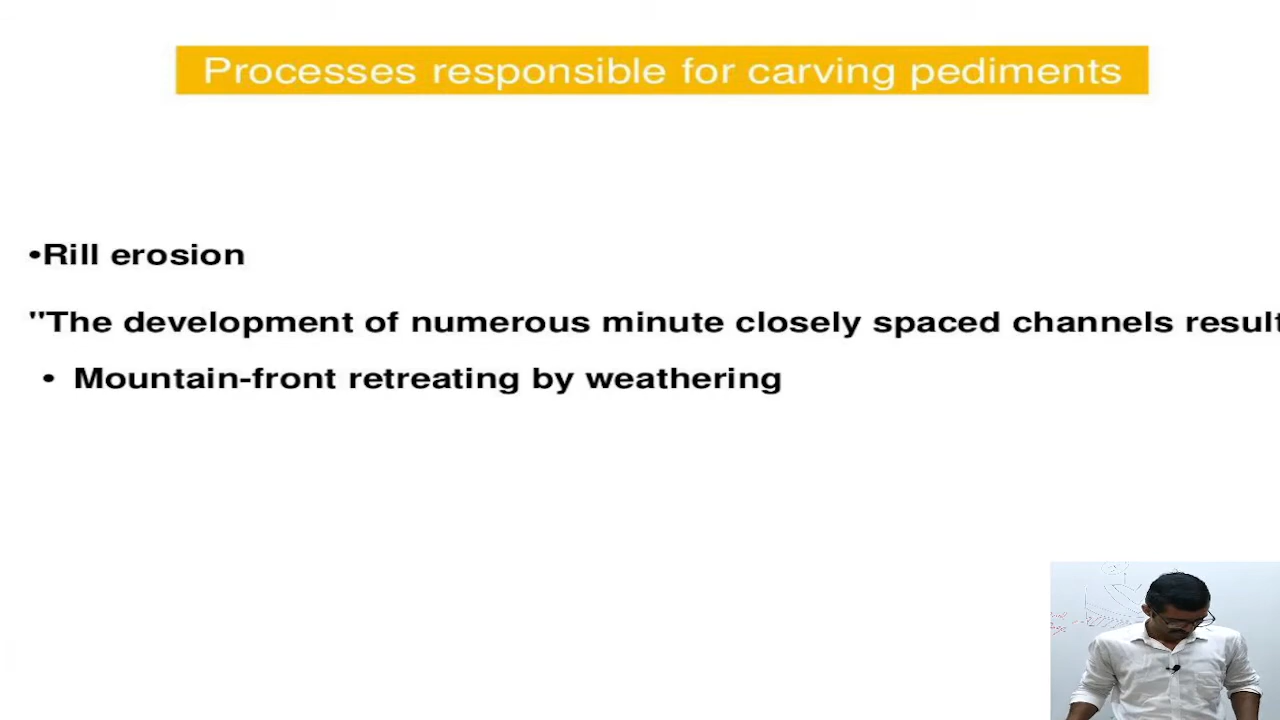 Processes responsible for carving pediments
•Rill erosion
"The development of numerous minute closely spaced channels result
• Mountain-front retreating by weathering